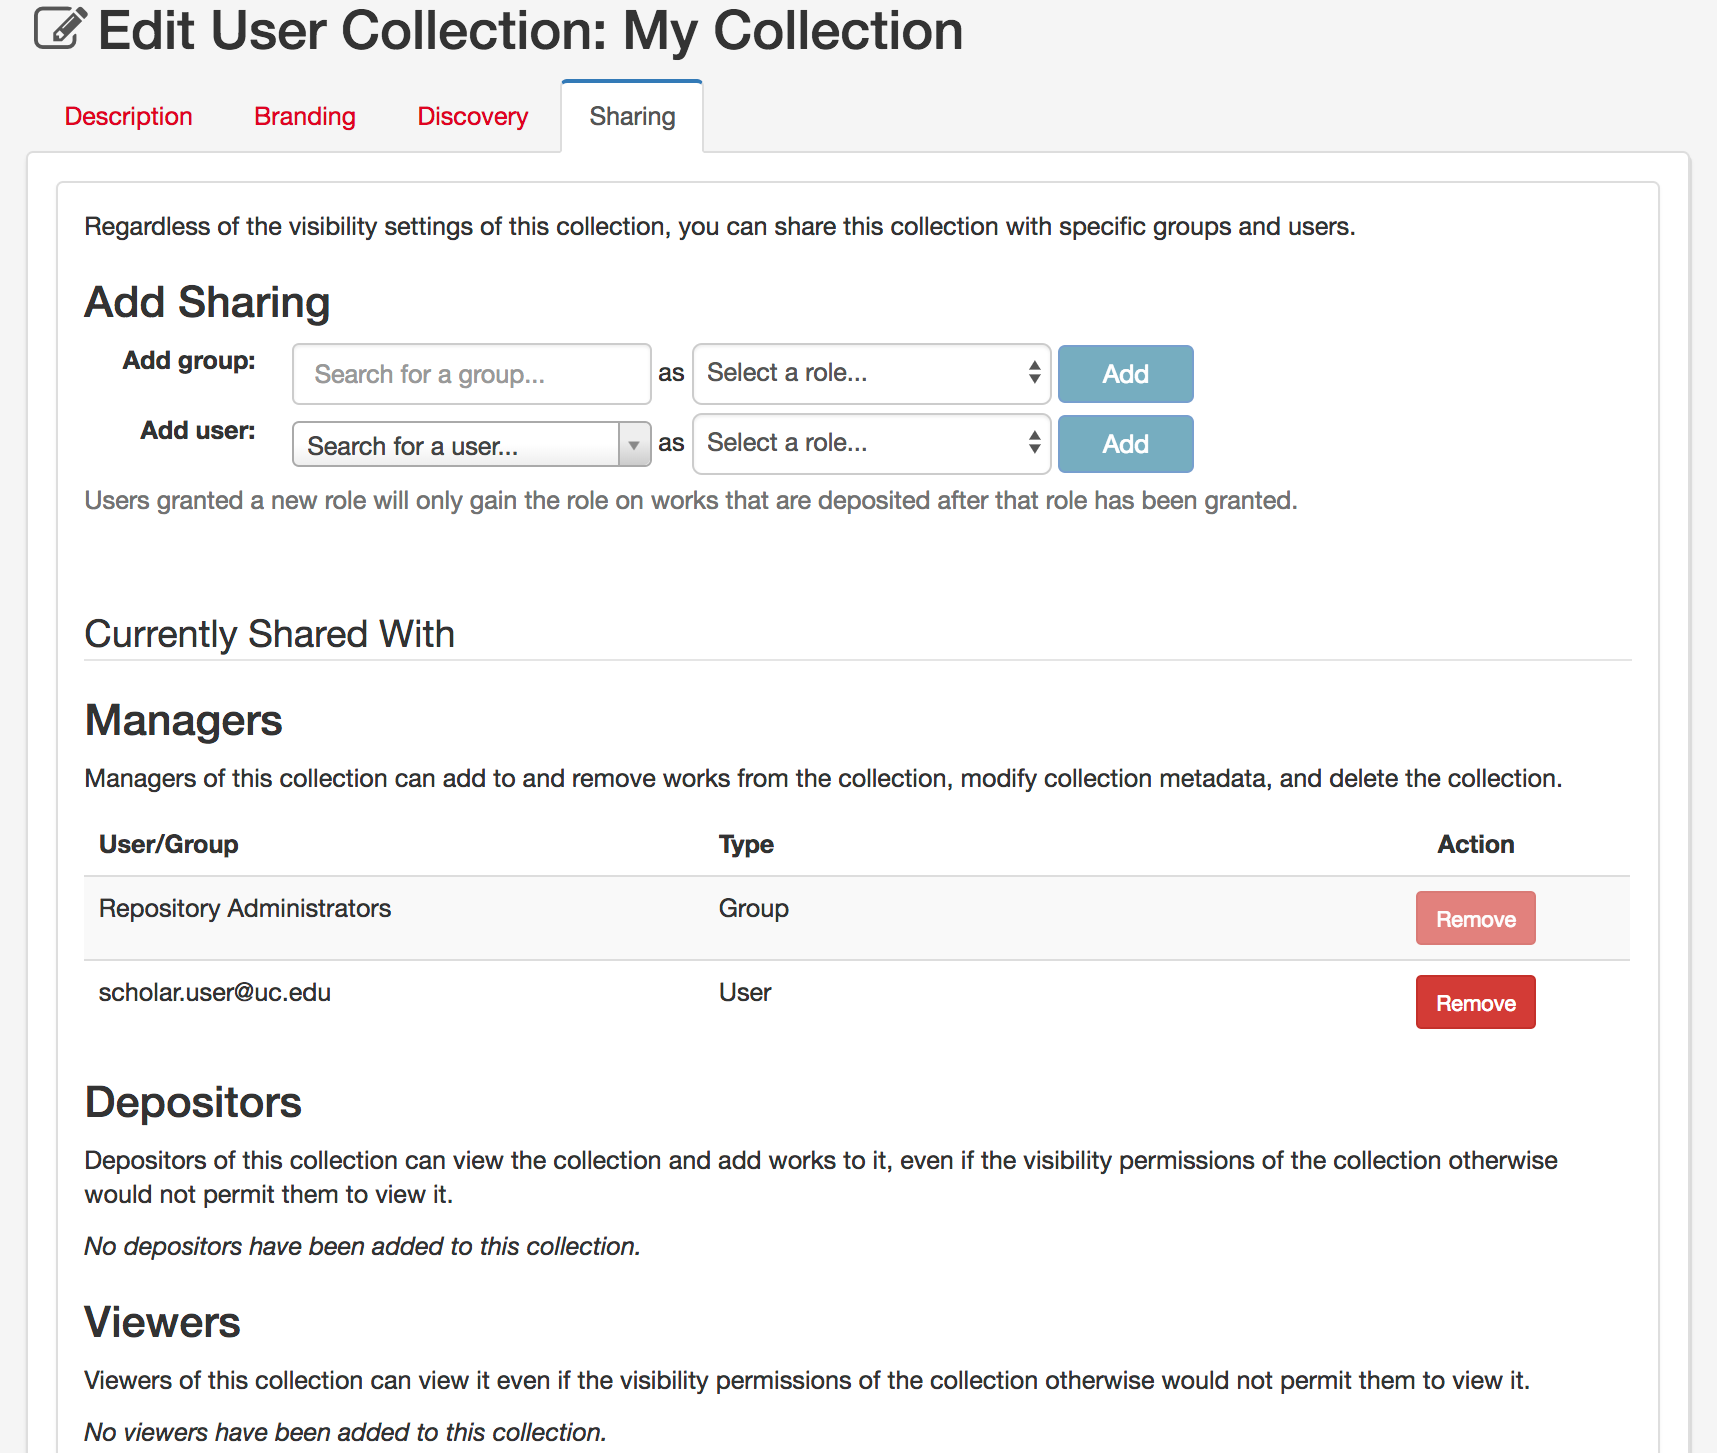 Edit User Collection: My Collection
Description Branding Discovery Sharing
Regardless of the visibility settings of this collection, you can share this collection with specific groups and users.
Add Sharing
Add group: Search for a group... as Select a role... Add
Add user: Search for a user... as Select a role... Add
Users granted a new role will only gain the role on works that are deposited after that role has been granted.
Currently Shared With
Managers
Managers of this collection can add to and remove works from the collection, modify collection metadata, and delete the collection.
User/Group Type Action
Repository Administrators Group Remove
scholar.user@uc.edu User Remove
Depositors
Depositors of this collection can view the collection and add works to it, even if the visibility permissions of the collection otherwise
would not permit them to view it.
No depositors have been added to this collection.
Viewers
Viewers of this collection can view it even if the visibility permissions of the collection otherwise would not permit them to view it.
No viewers have been added to this collection.